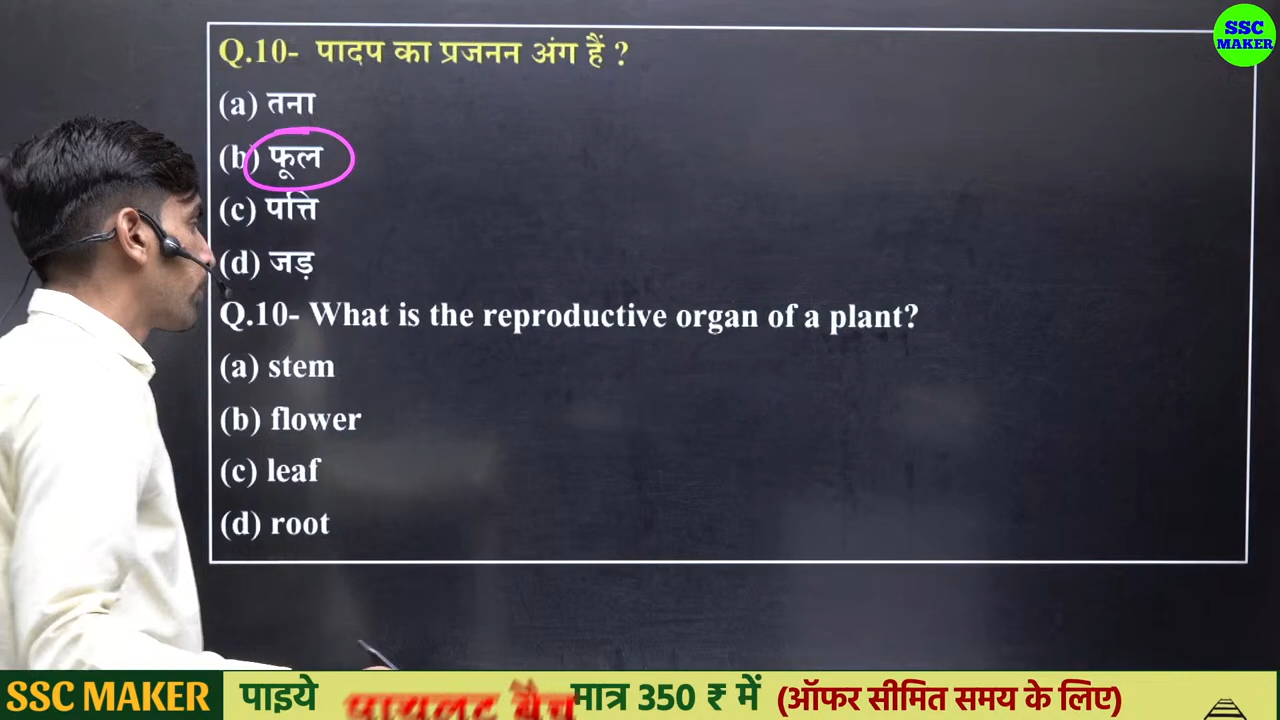 SSC
MAKER
Q.10- पादप का प्रजनन अंग हैं ?
(a) तना
(b) फूल
(c) पत्ति
(d) जड़
Q.10- What is the reproductive organ of a plant?
(a) stem
(b) flower
(c) leaf
(d) root
SSC MAKER पाइये पायलट बैच मात्र 350 ₹ में (ऑफर सीमित समय के लिए)